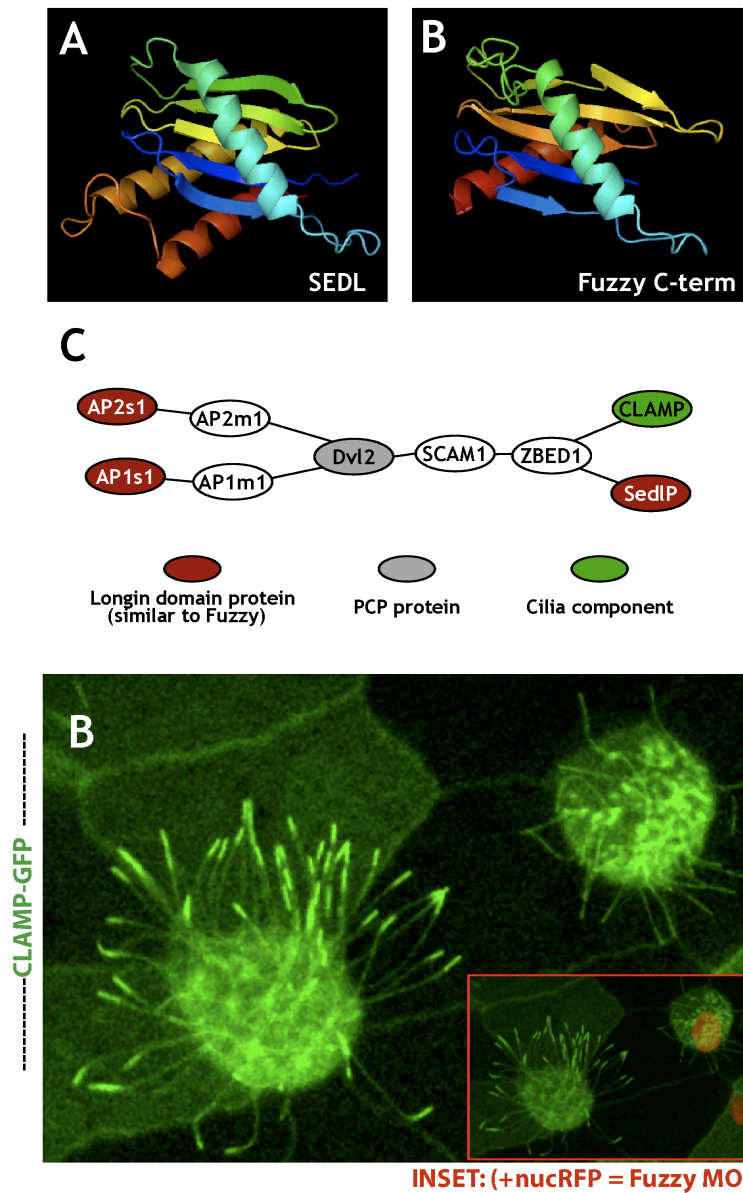 A
B
SEDL
Fuzzy C-term
C
AP2s1
AP2m1
CLAMP
Dvl2
SCAM1
ZBED1
AP1s1
AP1m1
SedlP
Longin domain protein
(similar to Fuzzy)
PCP protein
Cilia component
B
CLAMP-GFP
INSET: (+nucRFP = Fuzzy MO